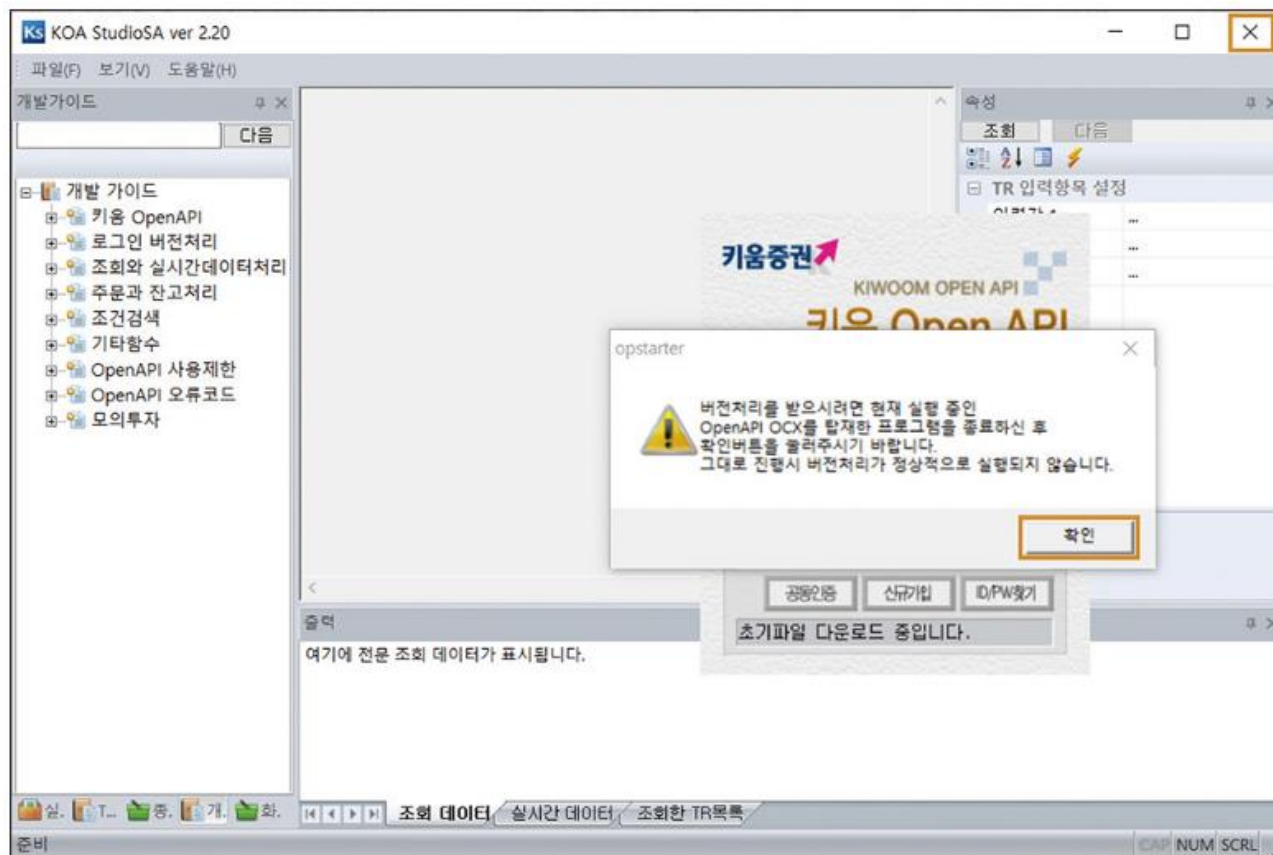 KS KOA StudioSA ver 2.20
파일(F) 보기(V) 도움말(H)
개발가이드
다음
개발 가이드
키움 OpenAPI
로그인 버전처리
조회와 실시간데이터처리
주문과 잔고처리
조건검색
기타함수
OpenAPI 사용제한
OpenAPI 오류코드
모의투자
실. T... 종. 개. 화.
속성
조회 다음
TR 입력항목 설정
...
...
...
키움증권
KIWOOM OPEN API
키움 Open API
opstarter
버전처리를 받으시려면 현재 실행 중인
OpenAPI OCX를 탑재한 프로그램을 종료하신 후
확인버튼을 눌러주시기 바랍니다.
그대로 진행시 버전처리가 정상적으로 실행되지 않습니다.
확인
공동인증 신규가입 ID/PW찾기
초기파일 다운로드 중입니다.
출력
여기에 전문 조회 데이터가 표시됩니다.
조회 데이터 실시간 데이터 조회한 TR목록
준비
CAP NUM SCRL